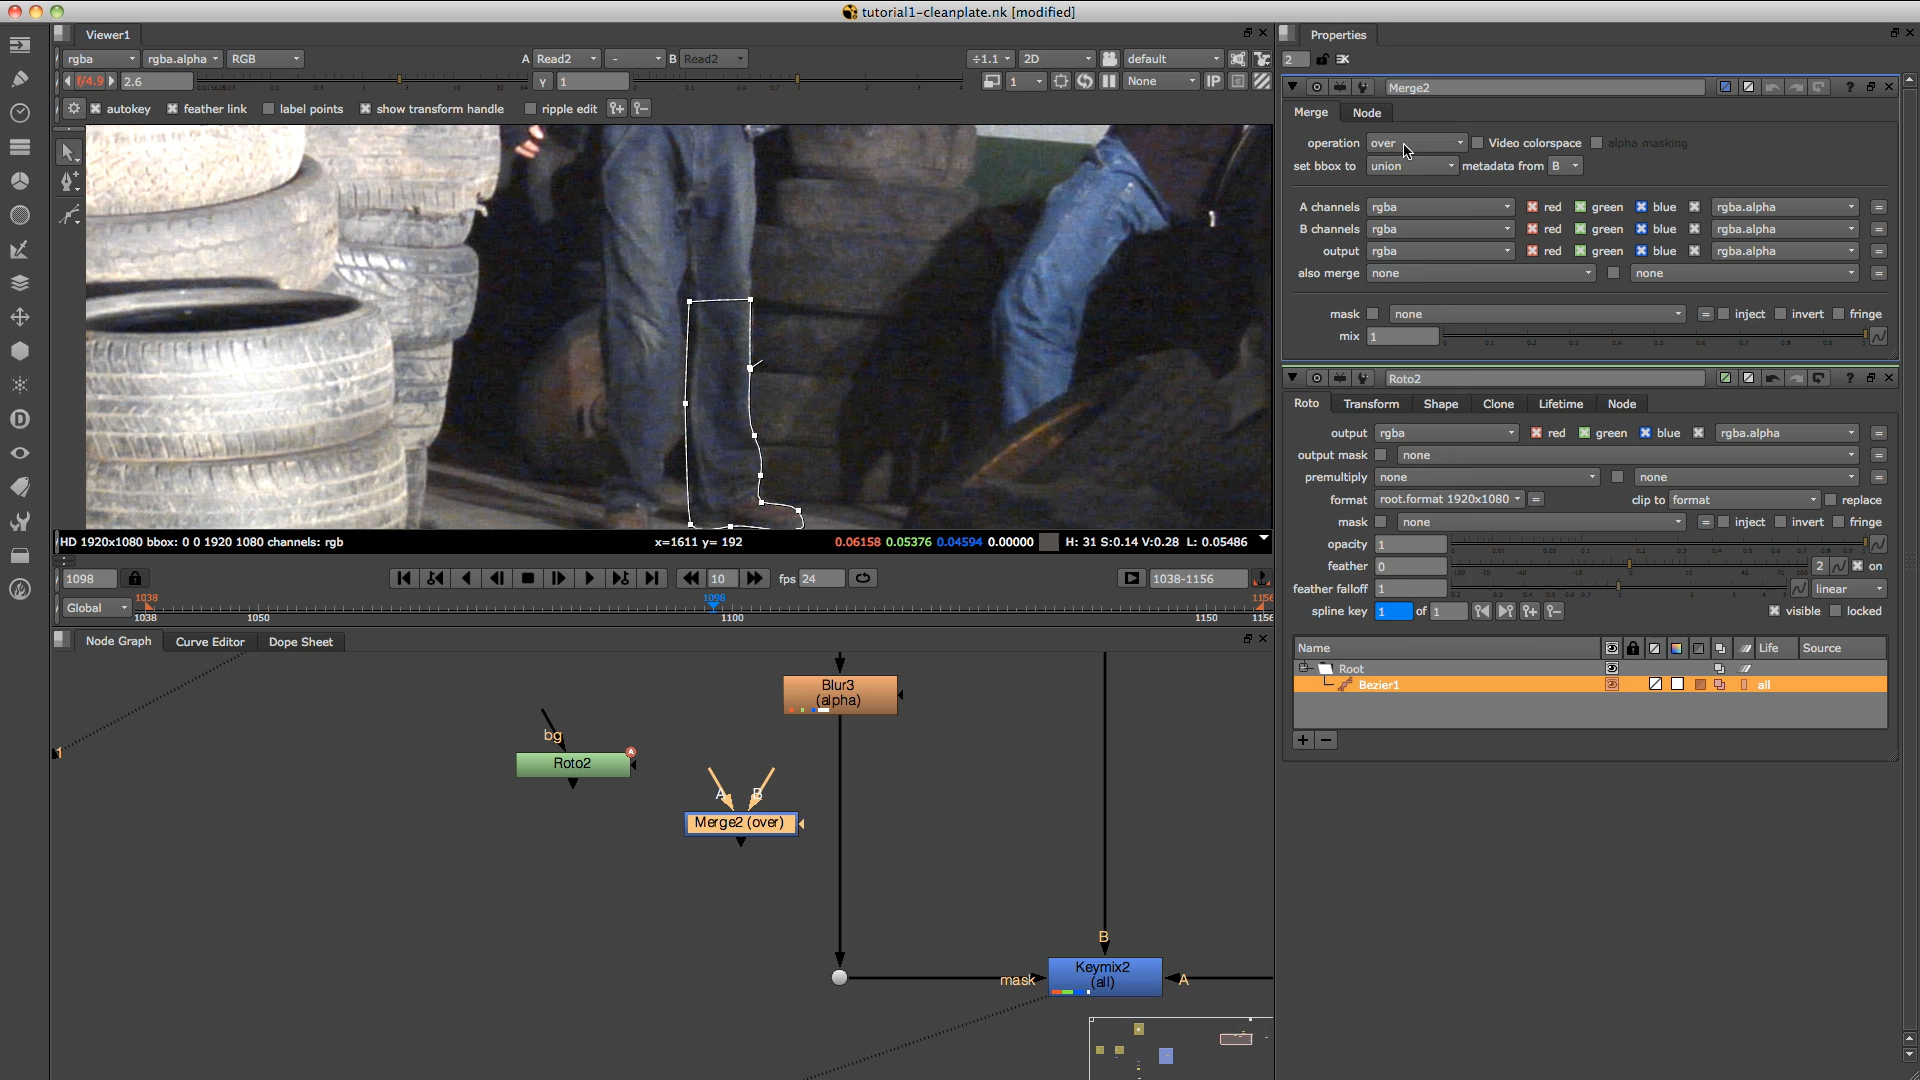 tutorial1-cleanplate.nk [modified]
Viewer1
rgba rgba.alpha RGB A Read2 - B Read2 ÷1.1 2D default
f/4.9 2.6 Y 1 1 None IP
autokey feather link label points show transform handle ripple edit
HD 1920x1080 bbox: 0 0 1920 1080 channels: rgb x=1611 y= 192 0.06158 0.05376 0.04594 0.00000 H: 31 S:0.14 V:0.28 L: 0.05486
1098 10 fps 24 1038-1156
Global 1038 1098 1156
1038 1050 1100 1150 1156
Node Graph Curve Editor Dope Sheet
Blur3
(alpha)
bg
Roto2
A B
Merge2 (over)
1
B
Keymix2
(all)
mask
A
Properties
2
Merge2
Merge Node
operation over Video colorspace alpha masking
set bbox to union metadata from B
A channels rgba red green blue rgba.alpha =
B channels rgba red green blue rgba.alpha =
output rgba red green blue rgba.alpha =
also merge none none =
mask none = inject invert fringe
mix 1
Roto2
Roto Transform Shape Clone Lifetime Node
output rgba red green blue rgba.alpha =
output mask none =
premultiply none none =
format root.format 1920x1080 = clip to format replace
mask none = inject invert fringe
opacity 1
feather 0 2 on
feather falloff 1 linear
spline key 1 of 1 visible locked
Name Life Source
Root
Bezier1 all